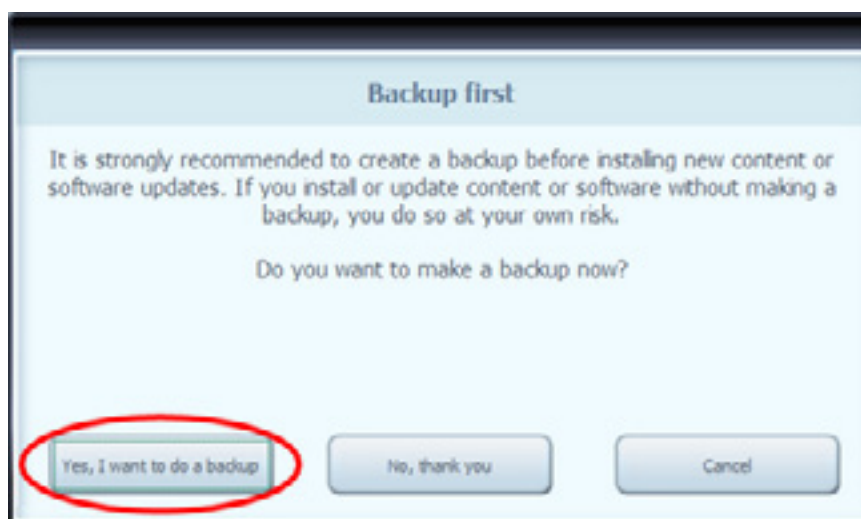 Backup first
It is strongly recommended to create a backup before instaling new content or
software updates. If you install or update content or software without making a
backup, you do so at your own risk.
Do you want to make a backup now?
Yes, I want to do a backup
No, thank you
Cancel